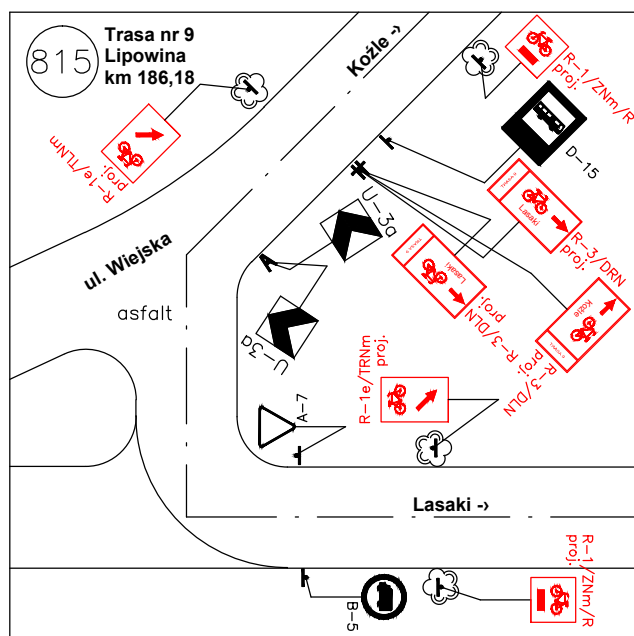 815
Trasa nr 9
Lipowina
km 186,18
Koźle ->
R-1/ZNm/R
proj.
R-1e/TLNm
proj.
D-15
U-3a
Lasaki
R-3/DRN
proj.
ul. Wiejska
Lasaki
R-3/DLN
proj.
asfalt
U-3a
Koźle
R-3/DLN
proj.
A-7
R-1e/TRNm
proj.
Lasaki ->
R-1/ZNm/R
proj.
B-5